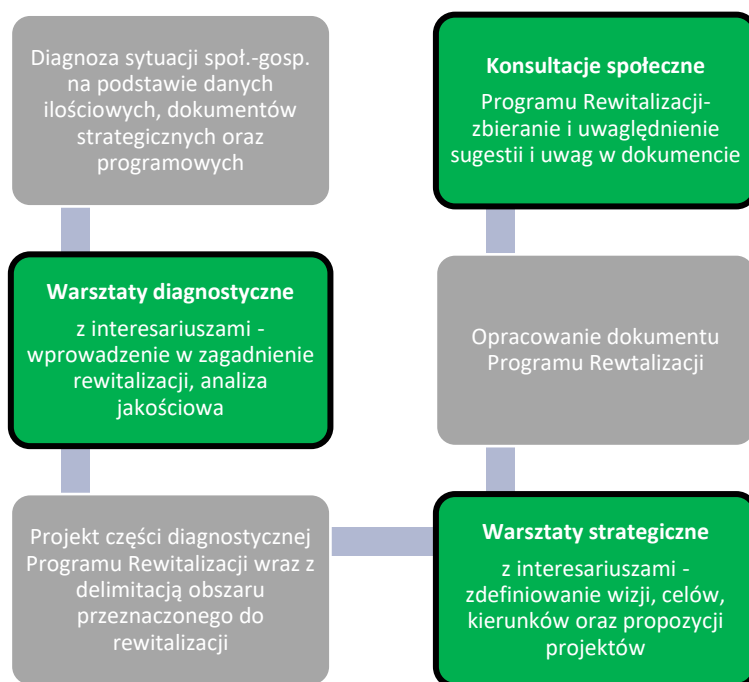 Diagnoza sytuacji społ.-gosp.
na podstawie danych
ilościowych, dokumentów
strategicznych oraz
programowych
Warsztaty diagnostyczne
z interesariuszami -
wprowadzenie w zagadnienie
rewitalizacji, analiza
jakościowa
Projekt części diagnostycznej
Programu Rewitalizacji wraz z
delimitacją obszaru
przeznaczonego do
rewitalizacji
Warsztaty strategiczne
z interesariuszami -
zdefiniowanie wizji, celów,
kierunków oraz propozycji
projektów
Opracowanie dokumentu
Programu Rewtalizacji
Konsultacje społeczne
Programu Rewitalizacji-
zbieranie i uwaględnienie
sugestii i uwag w dokumencie